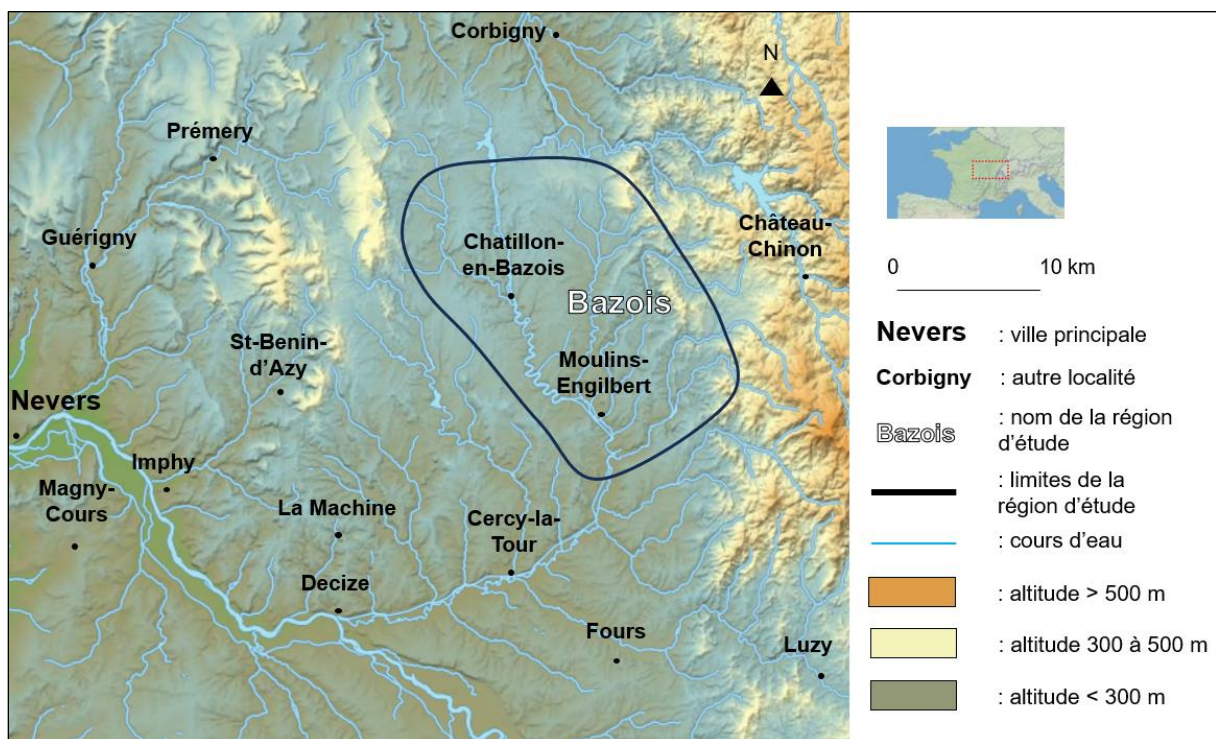 Corbigny
N
Prémery
Guérigny
Chatillon-
en-Bazois
Château-
Chinon
Bazois
St-Benin-
d'Azy
Moulins-
Engilbert
Nevers
Imphy
Magny-
Cours
La Machine
Cercy-la-
Tour
Decize
Fours
Luzy
0 10 km
Nevers : ville principale
Corbigny : autre localité
Bazois : nom de la région
d'étude
: limites de la
région d'étude
: cours d'eau
: altitude > 500 m
: altitude 300 à 500 m
: altitude < 300 m